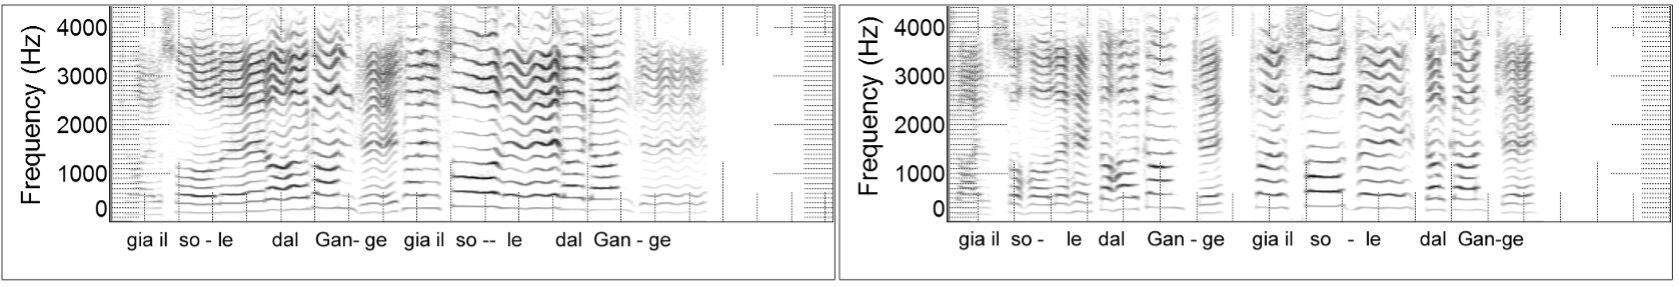 Frequency (Hz)
4000
3000
2000
1000
0
gia il so - le dal Gan- ge gia il so -- le dal Gan - ge
Frequency (Hz)
4000
3000
2000
1000
0
gia il so - le dal Gan - ge gia il so - le dal Gan-ge